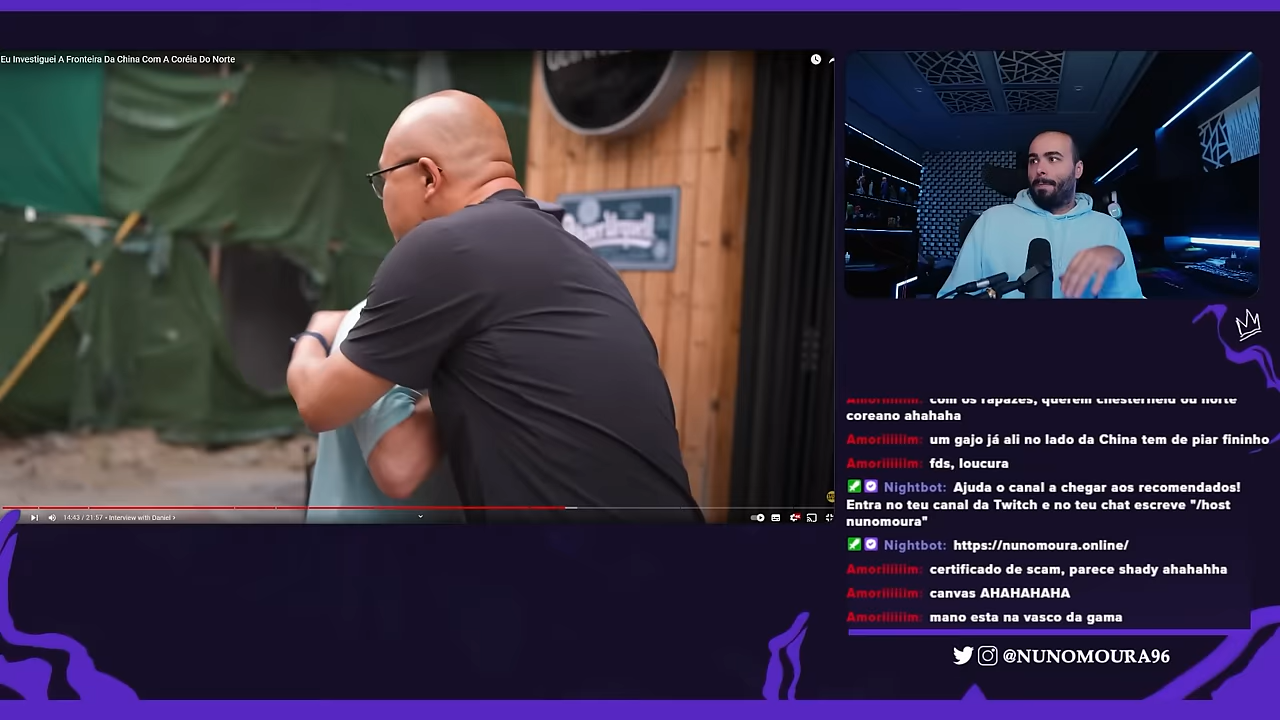 Eu Investiguei A Fronteira Da China Com A Coréia Do Norte
Pilsner Urquell
14:43 / 21:57 • Interview with Daniel >
Amoriiiiiim: com os rapazes, querem chesterfield ou norte
coreano ahahaha
Amoriiiiiim: um gajo já ali no lado da China tem de piar fininho
Amoriiiiiim: fds, loucura
Nightbot: Ajuda o canal a chegar aos recomendados!
Entra no teu canal da Twitch e no teu chat escreve "/host
nunomoura"
Nightbot: https://nunomoura.online/
Amoriiiiiim: certificado de scam, parece shady ahahahha
Amoriiiiiim: canvas AHAHAHAHA
Amoriiiiiim: mano esta na vasco da gama
@NUNOMOURA96